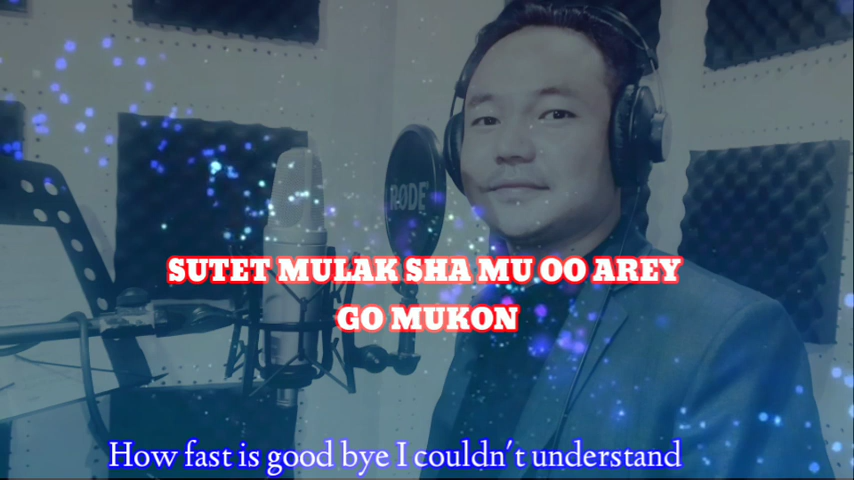 RODE
SUTET MULAK SHA MU OO AREY
GO MUKON
How fast is good bye I couldn't understand